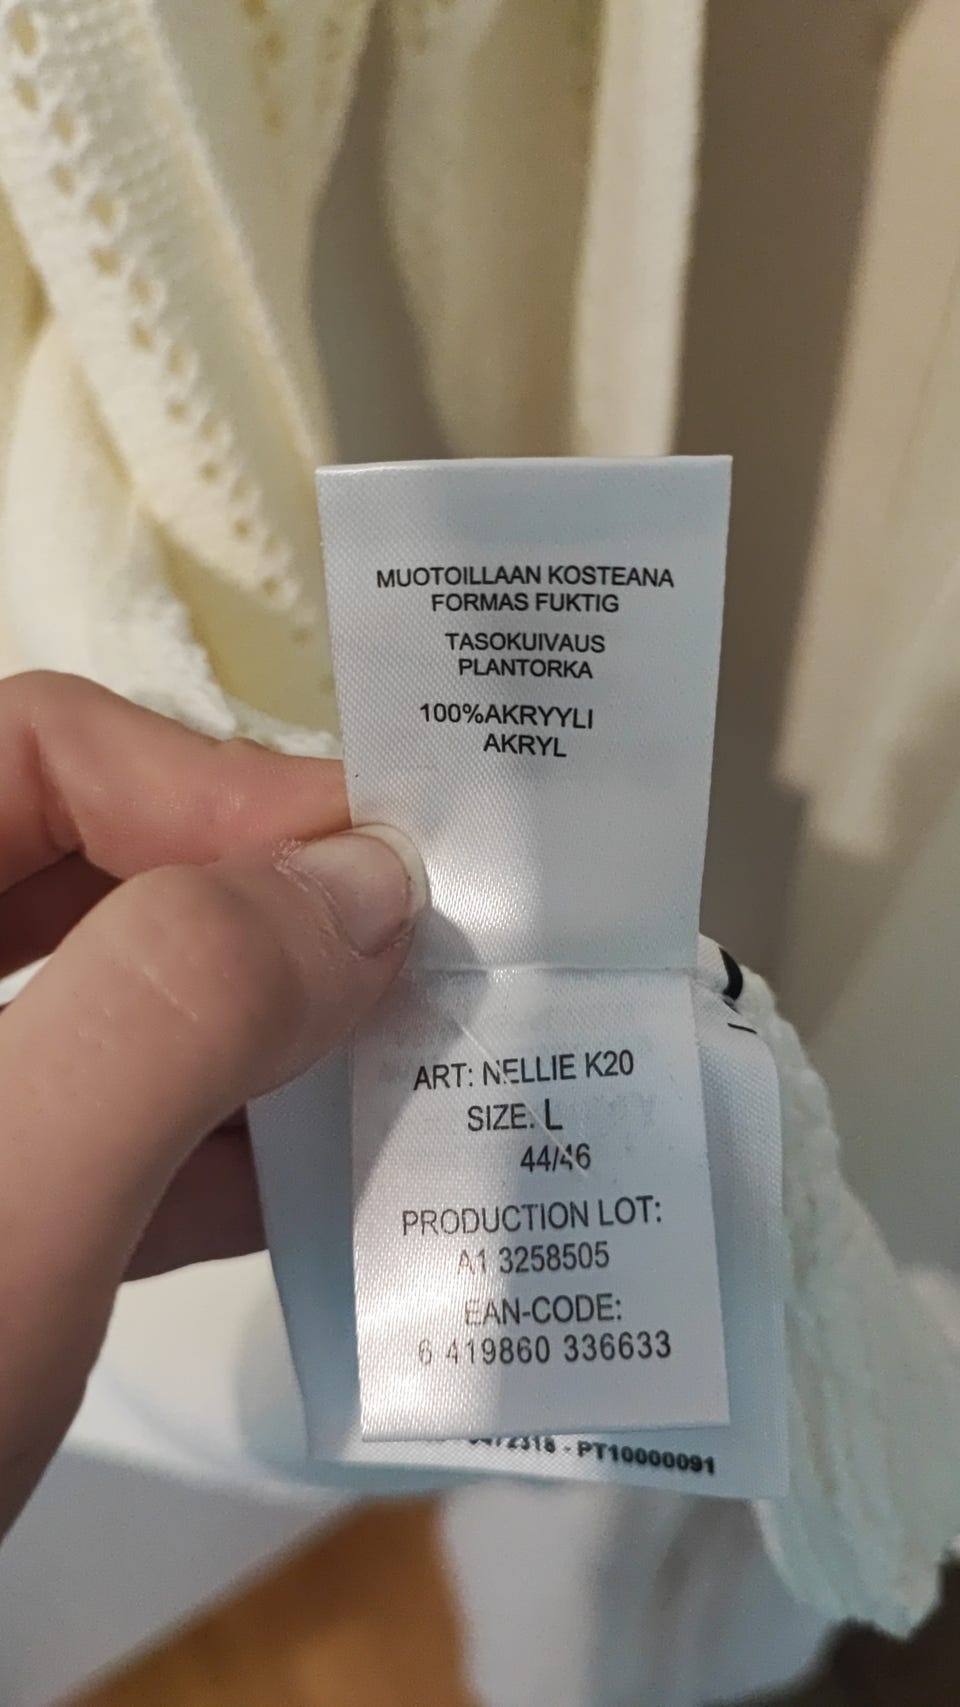 MUOTOILLAAN KOSTEANA
FORMAS FUKTIG
TASOKUIVAUS
PLANTORKA
100%AKRYYLI
AKRYL
ART: NELLIE K20
SIZE: L
44/46
PRODUCTION LOT:
A1 3258505
EAN-CODE:
6 419860 336633
- PT10000091